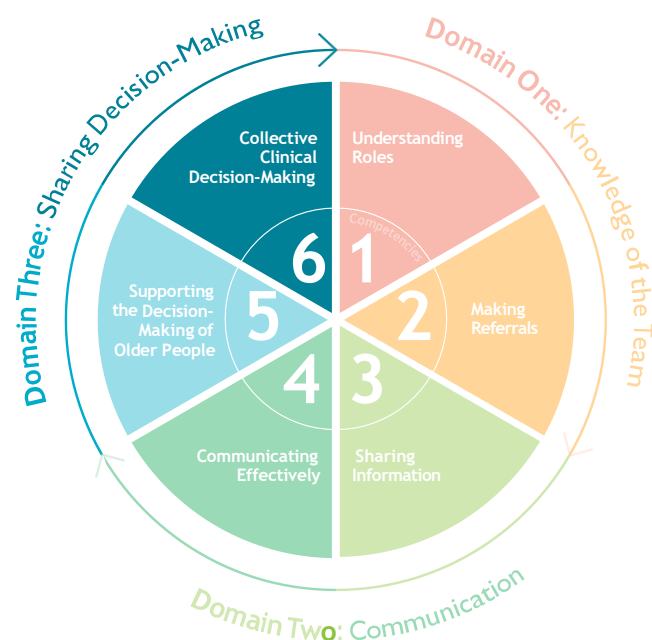 Domain One: Knowledge of the Team
Domain Two: Communication
Domain Three: Sharing Decision-Making
Competencies
1
Understanding
Roles
2
Making
Referrals
3
Sharing
Information
4
Communicating
Effectively
5
Supporting
the Decision-
Making of
Older People
6
Collective
Clinical
Decision-Making